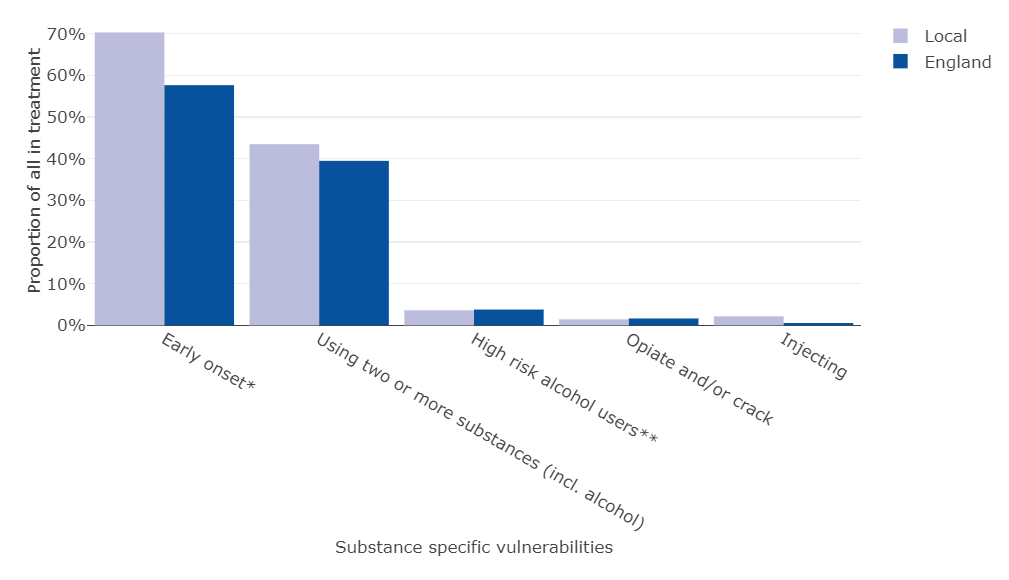 Local
England
Proportion of all in treatment
70%
60%
50%
40%
30%
20%
10%
0%
Early onset*
Using two or more substances (incl. alcohol)
High risk alcohol users**
Opiate and/or crack
Injecting
Substance specific vulnerabilities